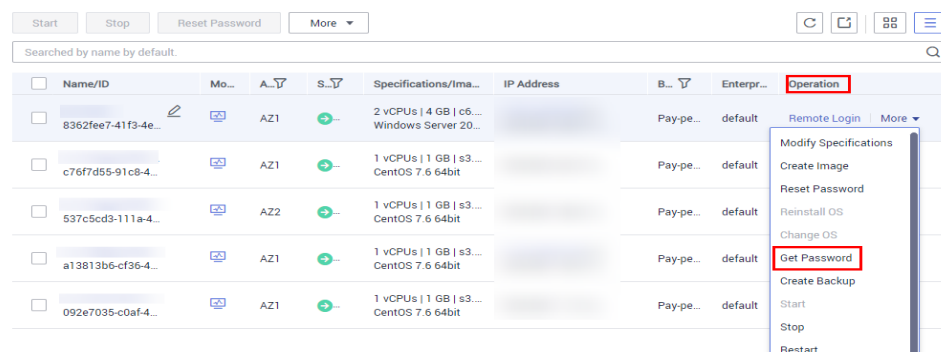 Start Stop Reset Password More
Searched by name by default.
Name/ID Mo... A... S... Specifications/Ima... IP Address B... Enterpr... Operation
8362fee7-41f3-4e... AZ1 2 vCPUs | 4 GB | c6.... Windows Server 20... Pay-pe... default Remote Login More
c76f7d55-91c8-4... AZ1 1 vCPUs | 1 GB | s3.... CentOS 7.6 64bit Pay-pe... default
537c5cd3-111a-4... AZ2 1 vCPUs | 1 GB | s3.... CentOS 7.6 64bit Pay-pe... default
a13813b6-cf36-4... AZ1 1 vCPUs | 1 GB | s3.... CentOS 7.6 64bit Pay-pe... default
092e7035-c0af-4... AZ1 1 vCPUs | 1 GB | s3.... CentOS 7.6 64bit Pay-pe... default
Modify Specifications
Create Image
Reset Password
Reinstall OS
Change OS
Get Password
Create Backup
Start
Stop
Restart